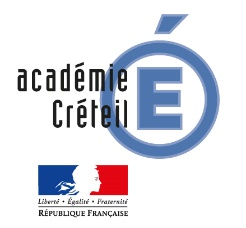 académie
Créteil
É
Liberté • Égalité • Fraternité
RÉPUBLIQUE FRANÇAISE